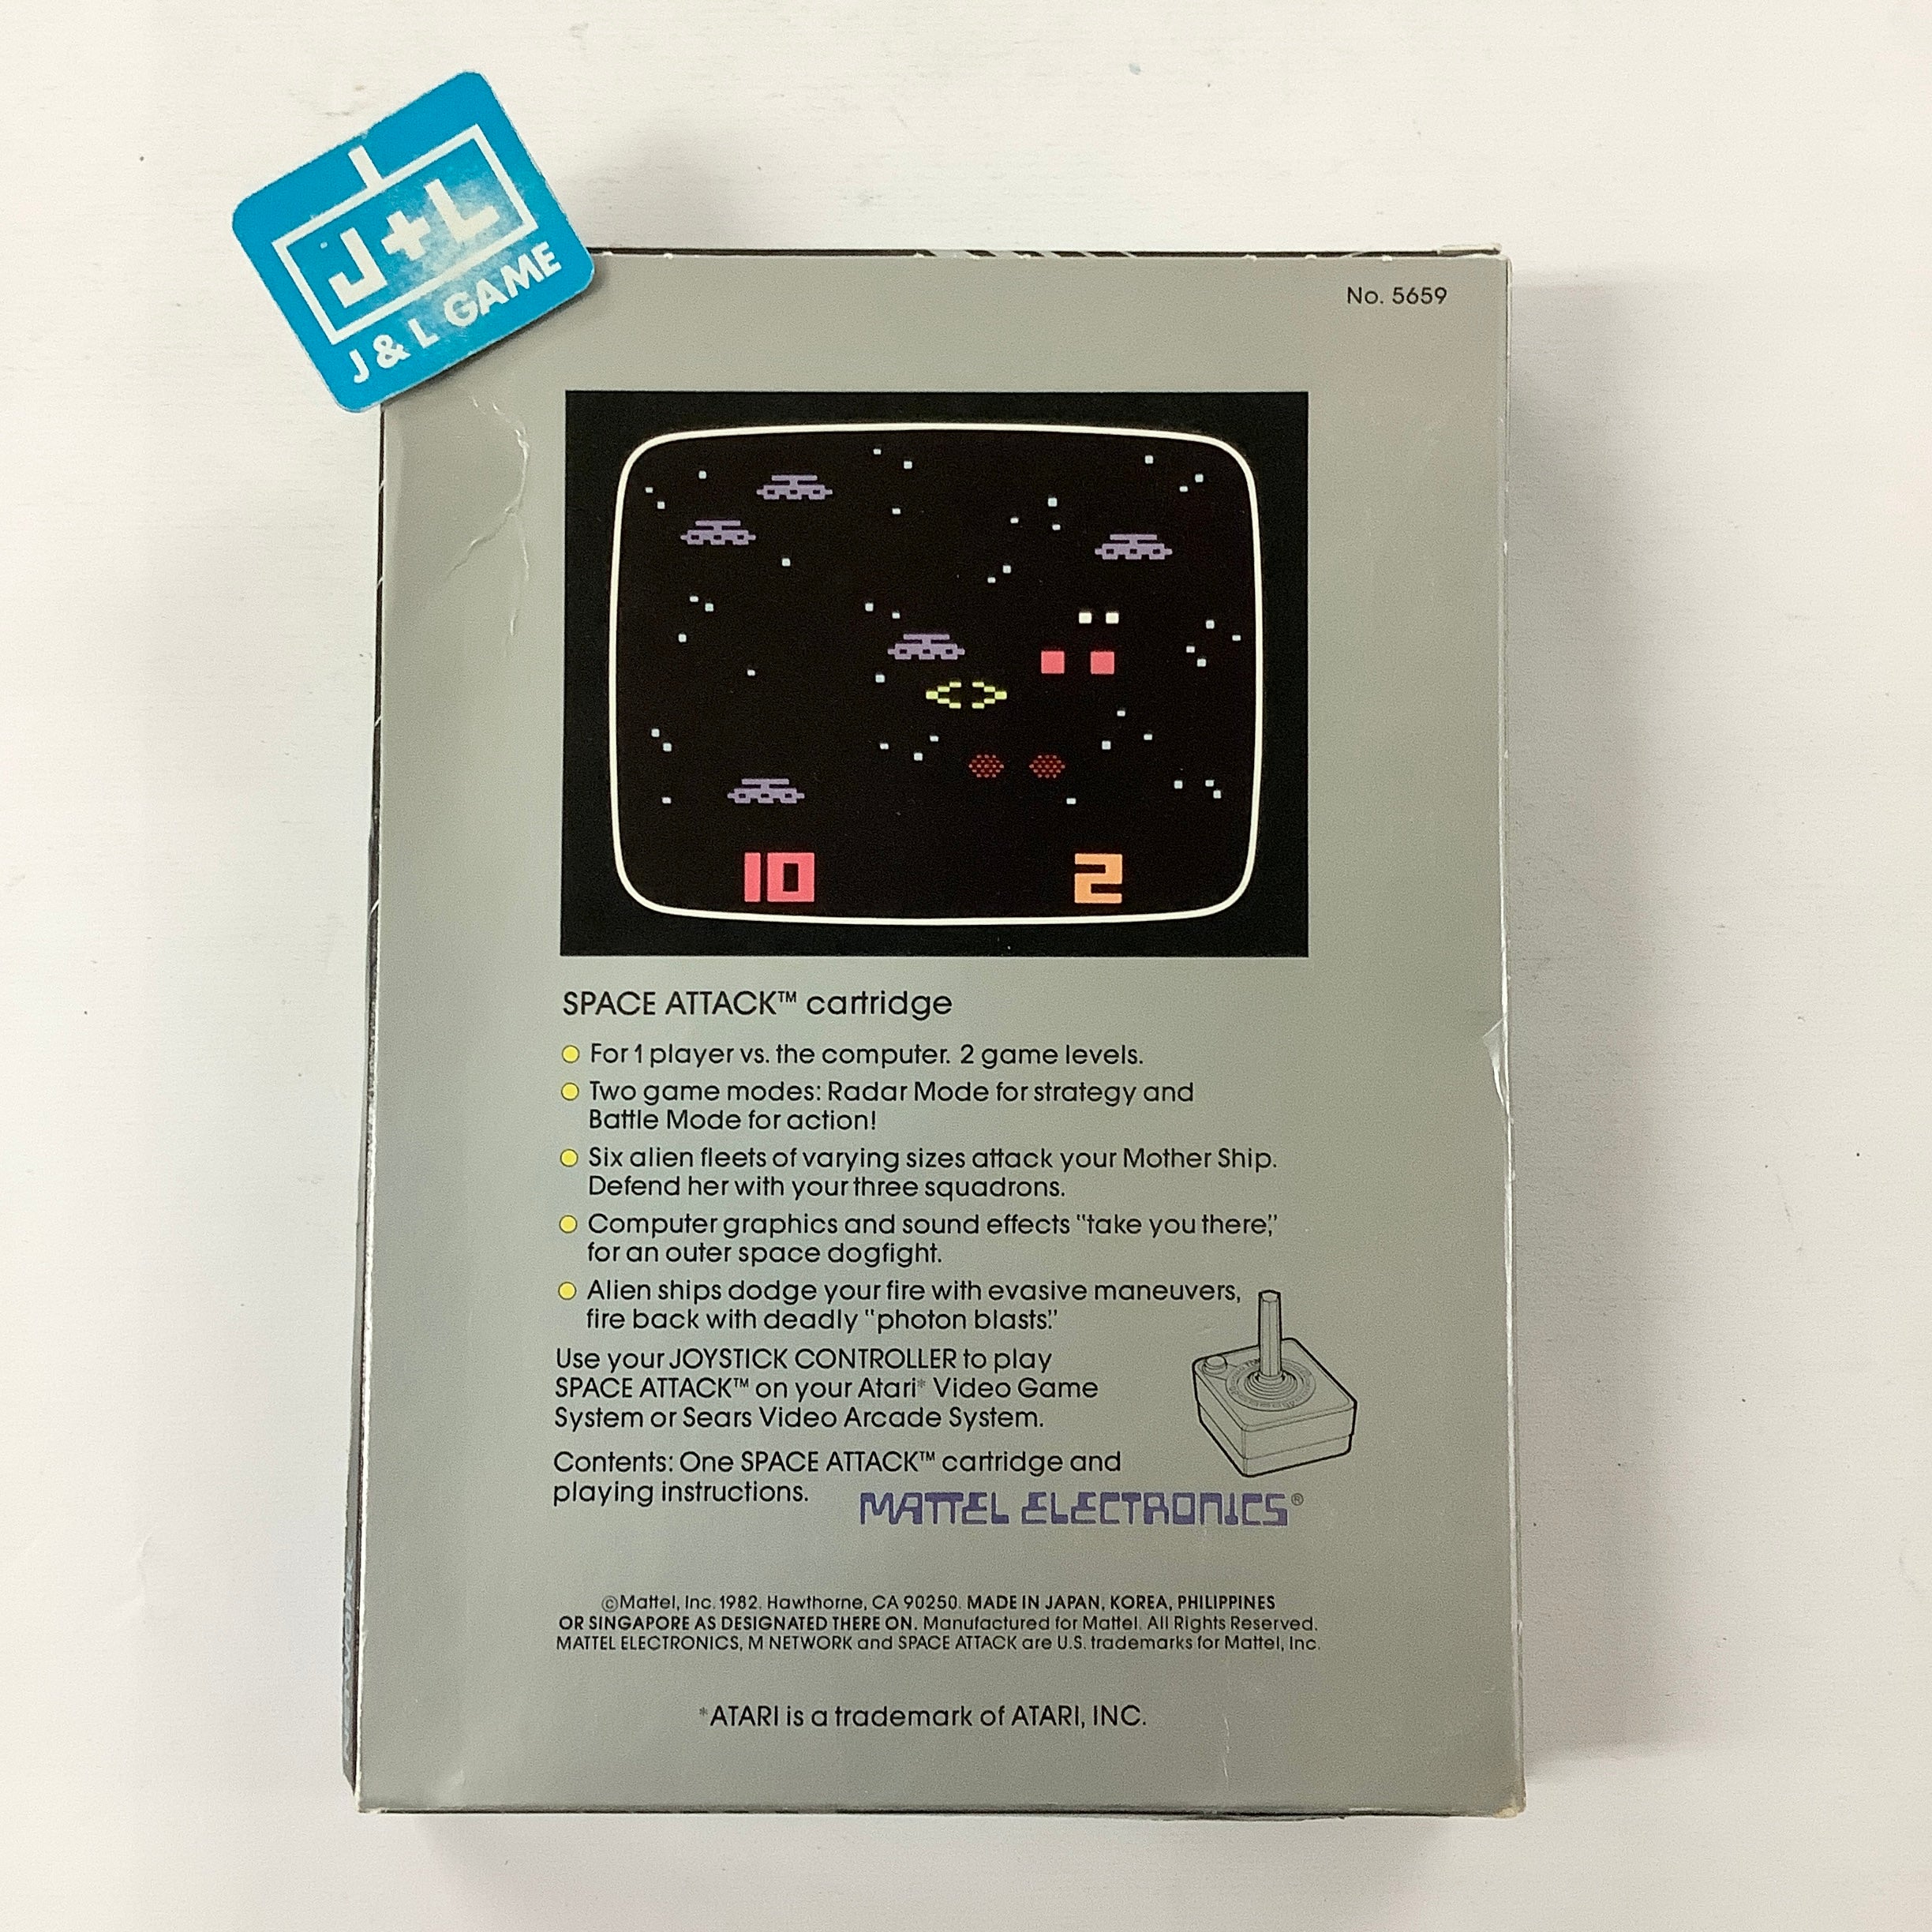 J+L
J & L GAME
No. 5659
10 2
SPACE ATTACK™ cartridge
For 1 player vs. the computer. 2 game levels.
Two game modes: Radar Mode for strategy and
Battle Mode for action!
Six alien fleets of varying sizes attack your Mother Ship.
Defend her with your three squadrons.
Computer graphics and sound effects "take you there,"
for an outer space dogfight.
Alien ships dodge your fire with evasive maneuvers,
fire back with deadly "photon blasts."
Use your JOYSTICK CONTROLLER to play
SPACE ATTACK™ on your Atari* Video Game
System or Sears Video Arcade System.
Contents: One SPACE ATTACK™ cartridge and
playing instructions.
MATTEL ELECTRONICS®
©Mattel, Inc. 1982. Hawthorne, CA 90250. MADE IN JAPAN, KOREA, PHILIPPINES
OR SINGAPORE AS DESIGNATED THERE ON. Manufactured for Mattel. All Rights Reserved.
MATTEL ELECTRONICS, M NETWORK and SPACE ATTACK are U.S. trademarks for Mattel, Inc.
*ATARI is a trademark of ATARI, INC.